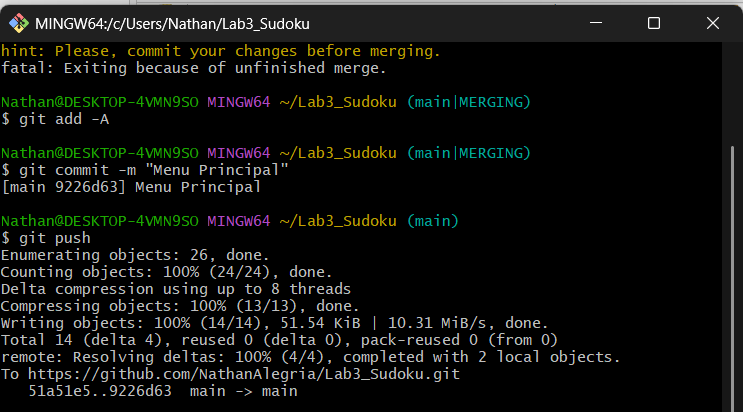 MINGW64:/c/Users/Nathan/Lab3_Sudoku
hint: Please, commit your changes before merging.
fatal: Exiting because of unfinished merge.
Nathan@DESKTOP-4VMN9SO MINGW64 ~/Lab3_Sudoku (main|MERGING)
$ git add -A
Nathan@DESKTOP-4VMN9SO MINGW64 ~/Lab3_Sudoku (main|MERGING)
$ git commit -m "Menu Principal"
[main 9226d63] Menu Principal
Nathan@DESKTOP-4VMN9SO MINGW64 ~/Lab3_Sudoku (main)
$ git push
Enumerating objects: 26, done.
Counting objects: 100% (24/24), done.
Delta compression using up to 8 threads
Compressing objects: 100% (13/13), done.
Writing objects: 100% (14/14), 51.54 KiB | 10.31 MiB/s, done.
Total 14 (delta 4), reused 0 (delta 0), pack-reused 0 (from 0)
remote: Resolving deltas: 100% (4/4), completed with 2 local objects.
To https://github.com/NathanAlegria/Lab3_Sudoku.git
   51a51e5..9226d63  main -> main